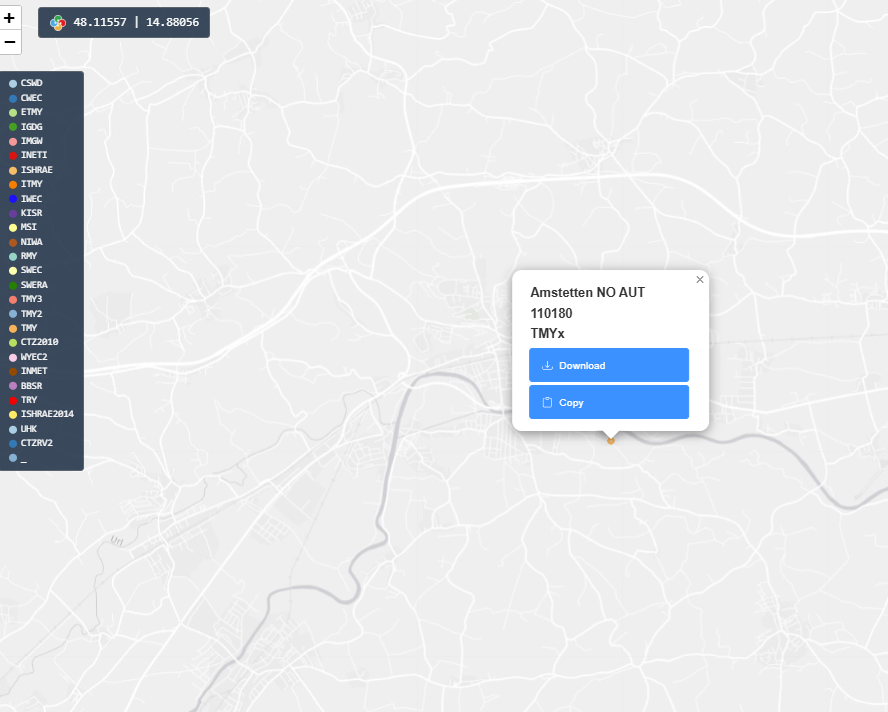 +
48.11557 | 14.88056
−
CSWD
CWEC
ETMY
IGDG
IMGW
INETI
ISHRAE
ITMY
IWEC
KISR
MSI
NIWA
RMY
SWEC
SWERA
TMY3
TMY2
TMY
CTZ2010
WYEC2
INMET
BBSR
TRY
ISHRAE2014
UHK
CTZRV2
_
×
Amstetten NO AUT
110180
TMYx
Download
Copy
Url